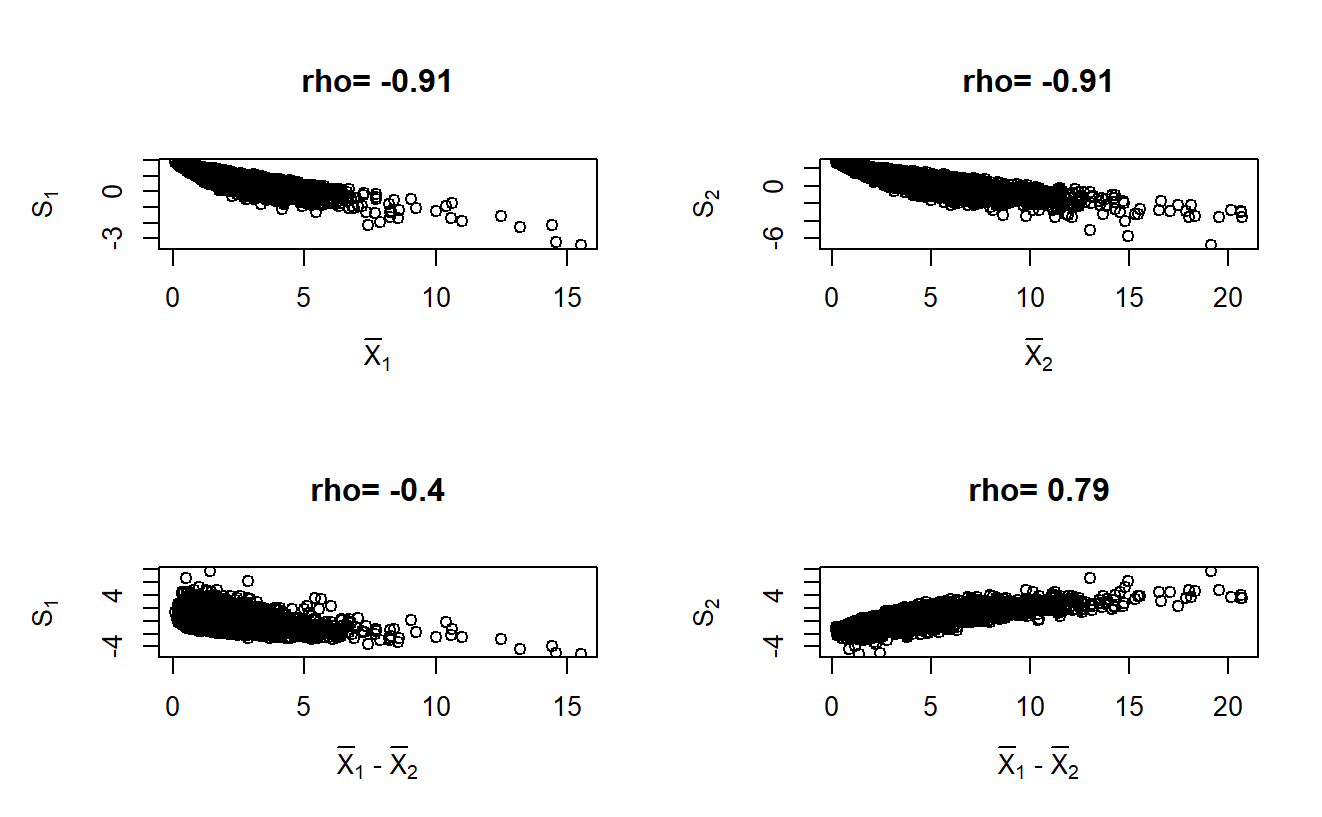 rho= -0.91
S₁
0
-3
0 5 10 15
X̅₁
rho= -0.91
S₂
0
-6
0 5 10 15 20
X̅₂
rho= -0.4
S₁
4
-4
0 5 10 15
X̅₁ - X̅₂
rho= 0.79
S₂
4
-4
0 5 10 15 20
X̅₁ - X̅₂